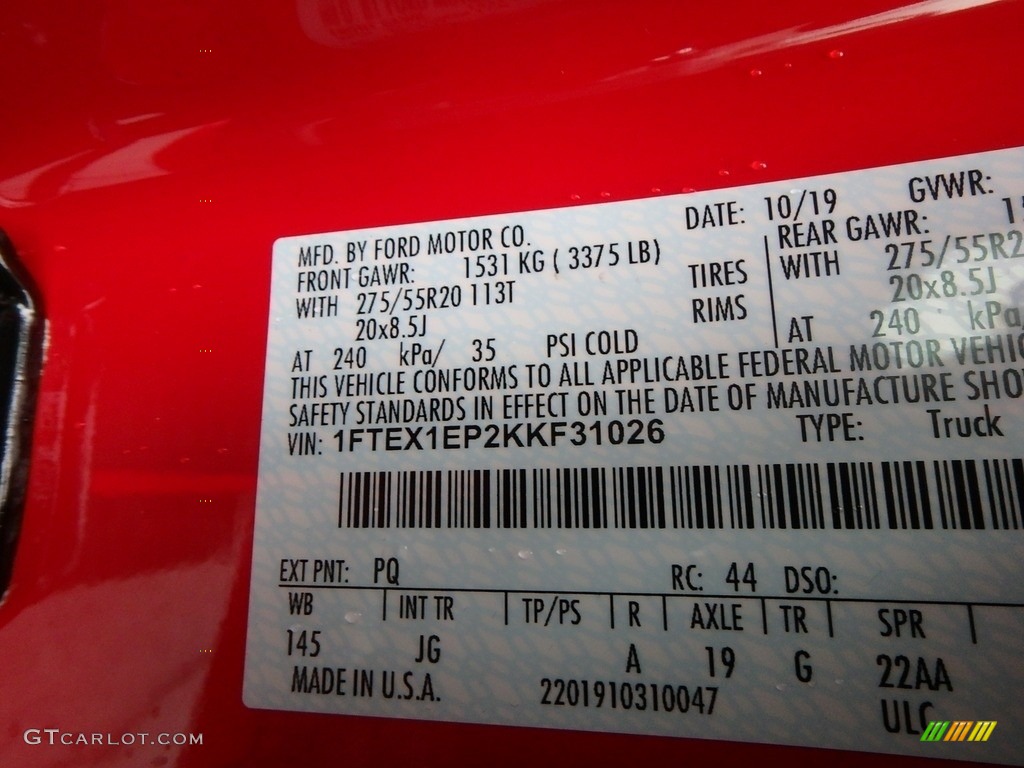 MFD. BY FORD MOTOR CO. DATE: 10/19 GVWR:
FRONT GAWR: 1531 KG ( 3375 LB) REAR GAWR:
WITH 275/55R20 113T TIRES WITH 275/55R2
20x8.5J RIMS 20x8.5J
AT 240 kPa/ 35 PSI COLD AT 240 kPa
THIS VEHICLE CONFORMS TO ALL APPLICABLE FEDERAL MOTOR VEHIC
SAFETY STANDARDS IN EFFECT ON THE DATE OF MANUFACTURE SHO
VIN: 1FTEX1EP2KKF31026 TYPE: Truck
EXT PNT: PQ RC: 44 DSO:
WB INT TR TP/PS R AXLE TR SPR
145 JG A 19 G 22AA
MADE IN U.S.A. 2201910310047 ULC
GTCARLOT.COM